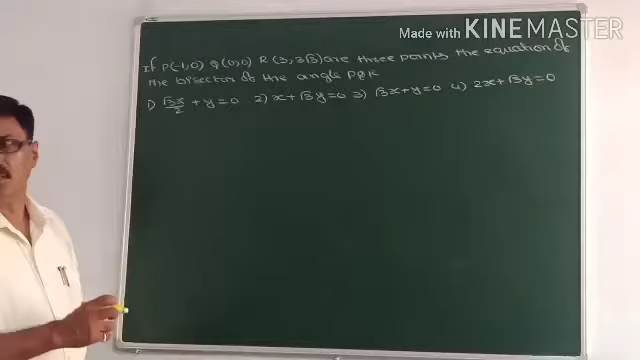 Made with KINEMASTER
If P(-1,0) Q(0,0) R(3,3√3) are three points the equation of
the bisector of the angle PQR
1) √3x/2 + y=0 2) x+√3y=0 3) √3x+y=0 4) 2x+√3y=0